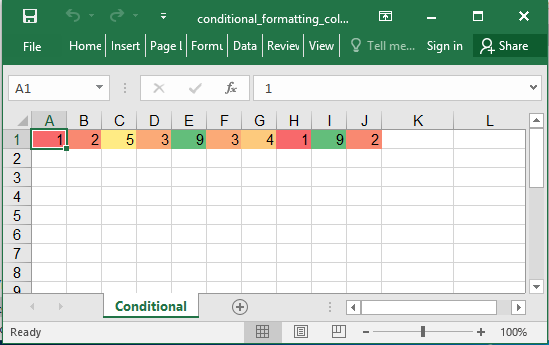 conditional_formatting_col...
File Home Insert Page l Formu Data Review View Tell me... Sign in Share
A1 fx 1
A B C D E F G H I J K L
1 1 2 5 3 9 3 4 1 9 2
2
3
4
5
6
7
8
9
Conditional
Ready 100%